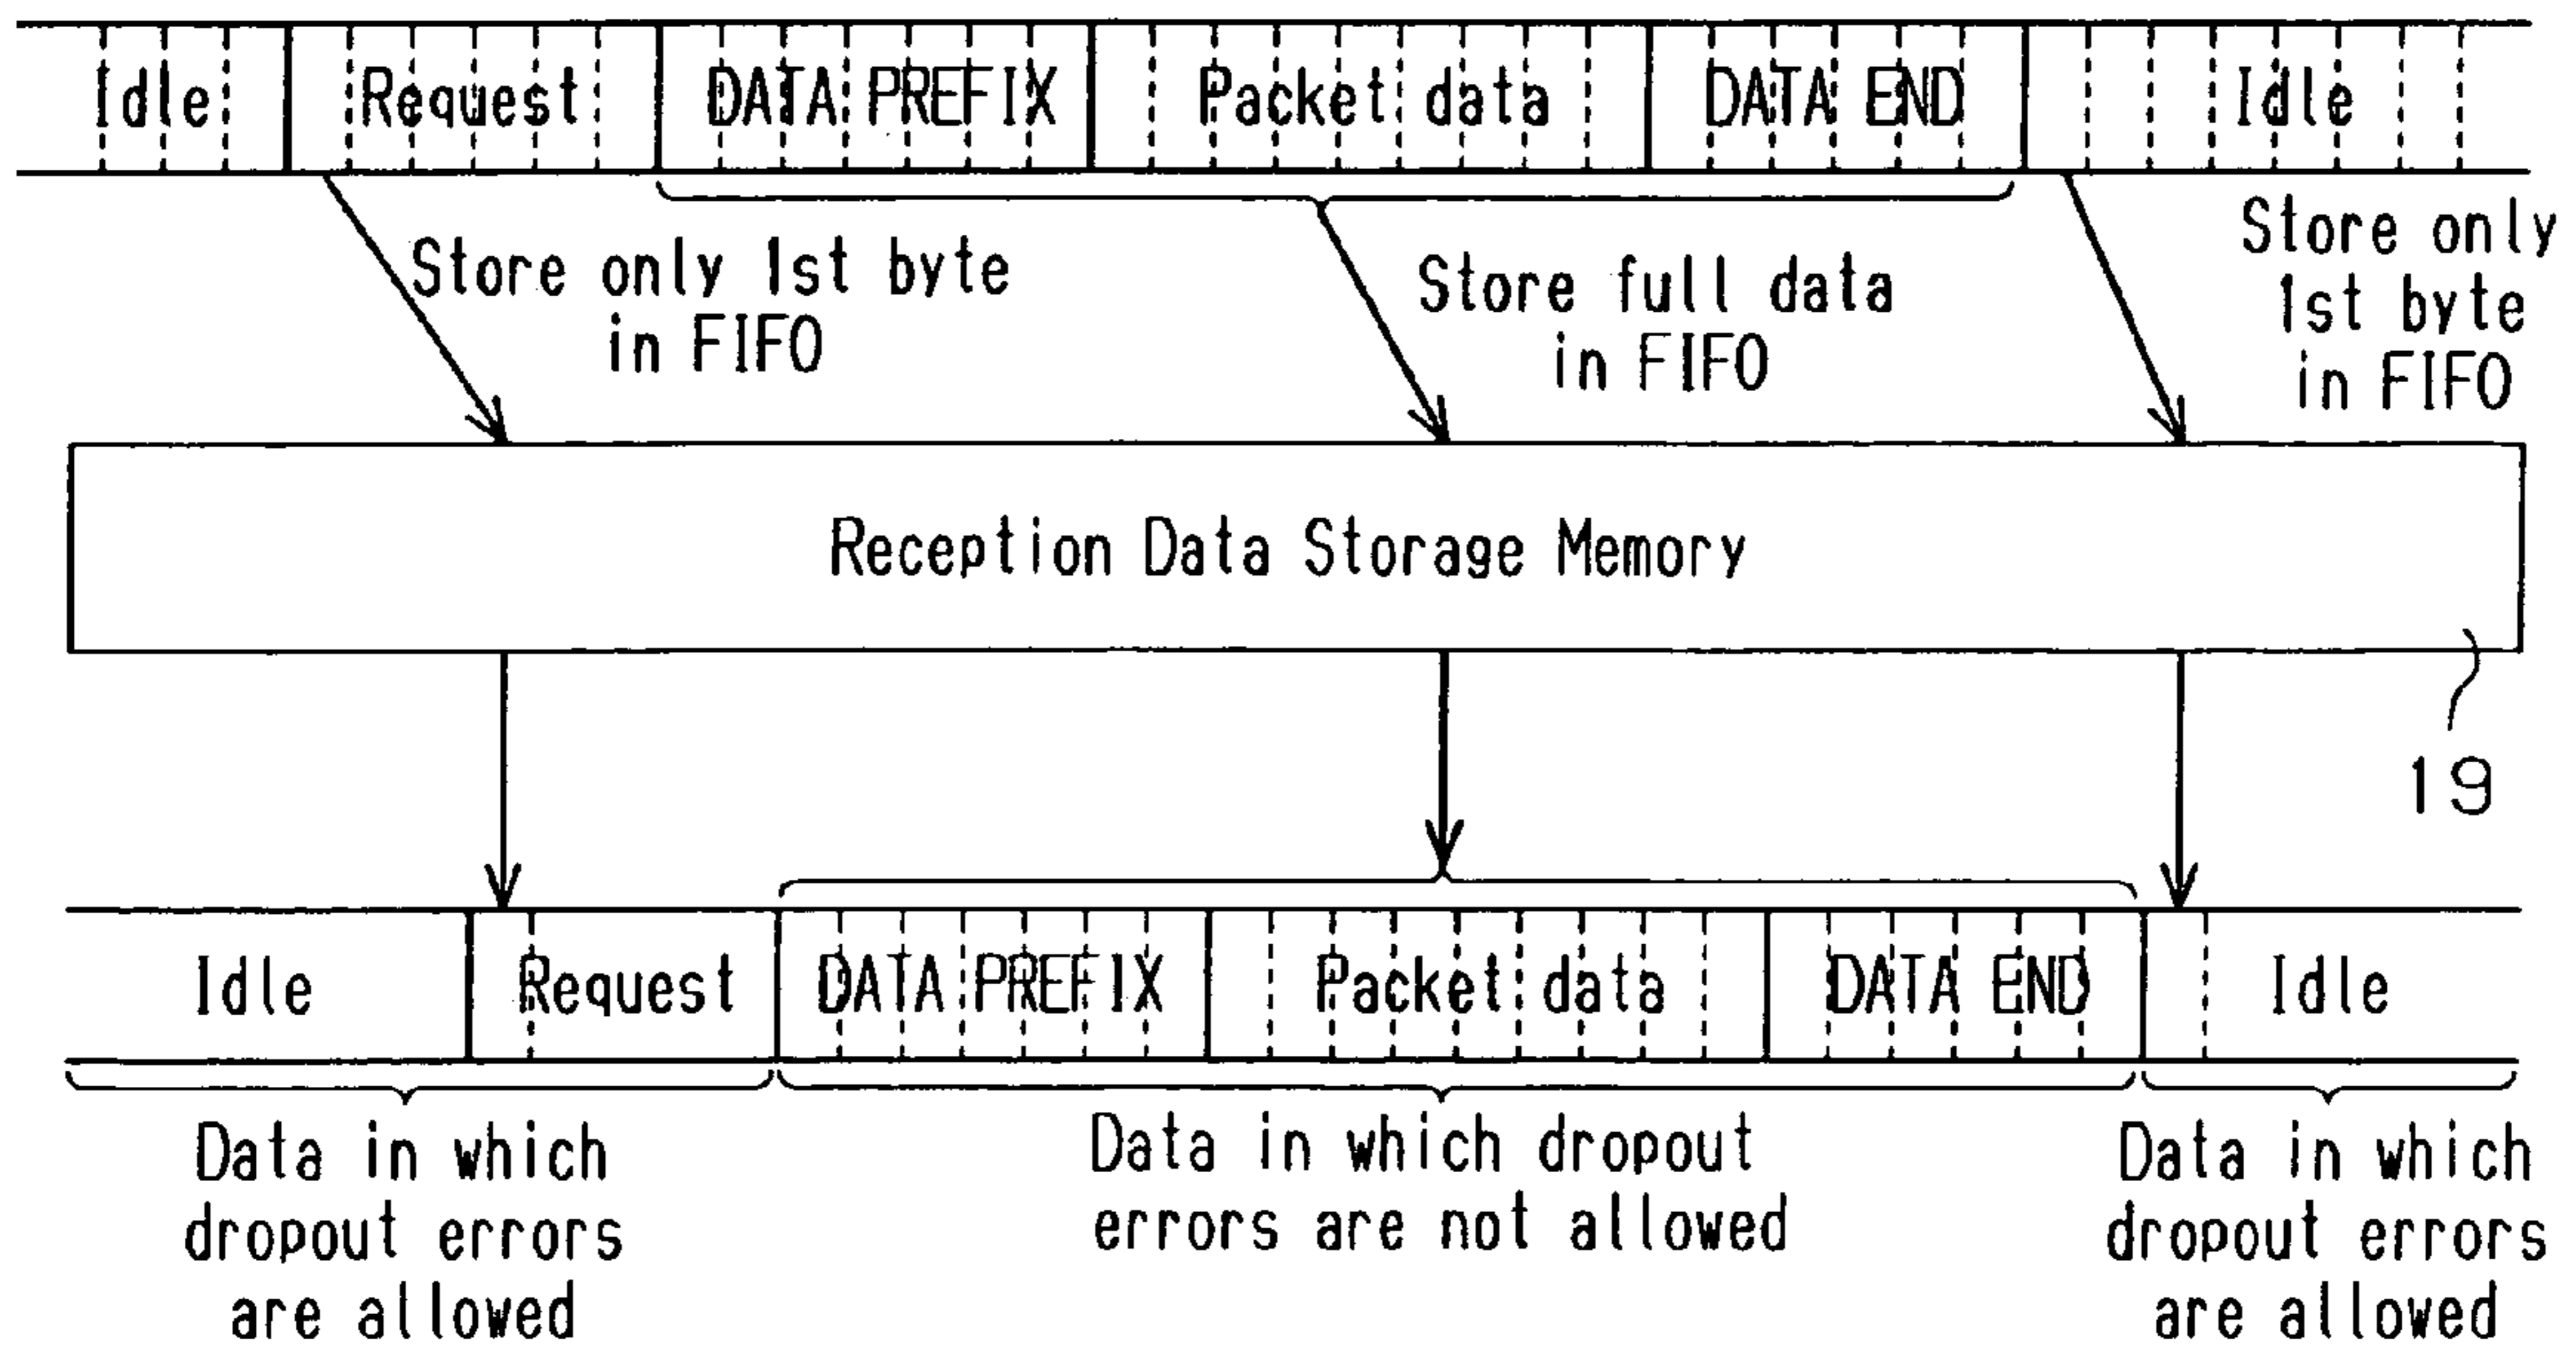 Idle Request DATA PREFIX Packet data DATA END Idle
Store only 1st byte
in FIFO
Store full data
in FIFO
Store only
1st byte
in FIFO
Reception Data Storage Memory
19
Idle Request DATA PREFIX Packet data DATA END Idle
Data in which
dropout errors
are allowed
Data in which dropout
errors are not allowed
Data in which
dropout errors
are allowed